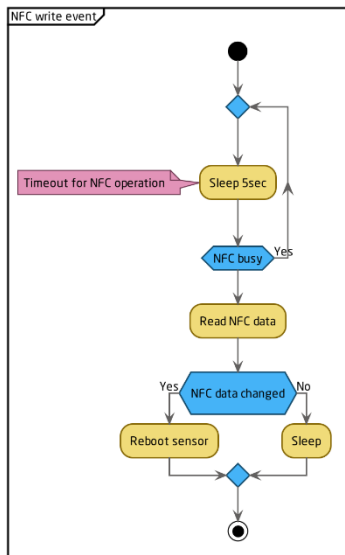 NFC write event
Timeout for NFC operation
Sleep 5sec
Yes
NFC busy
Read NFC data
Yes
NFC data changed
No
Reboot sensor
Sleep